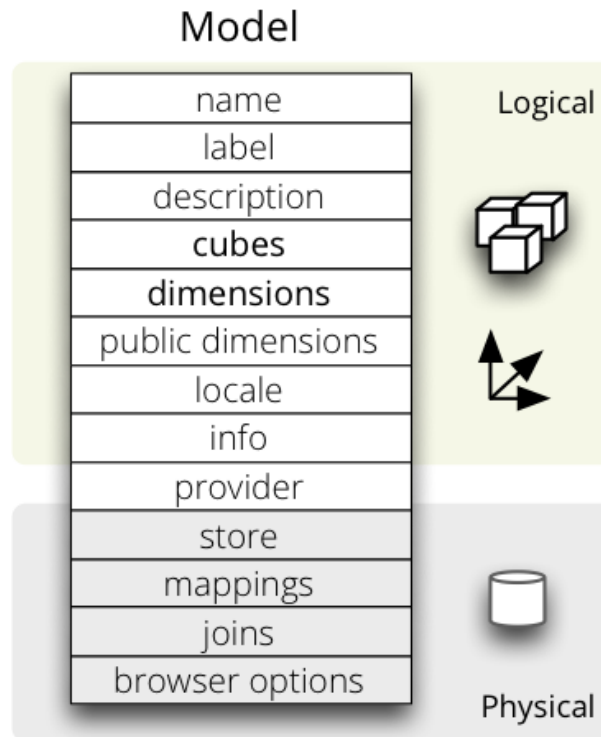 Model
name
Logical
label
description
cubes
dimensions
public dimensions
locale
info
provider
store
mappings
joins
browser options
Physical